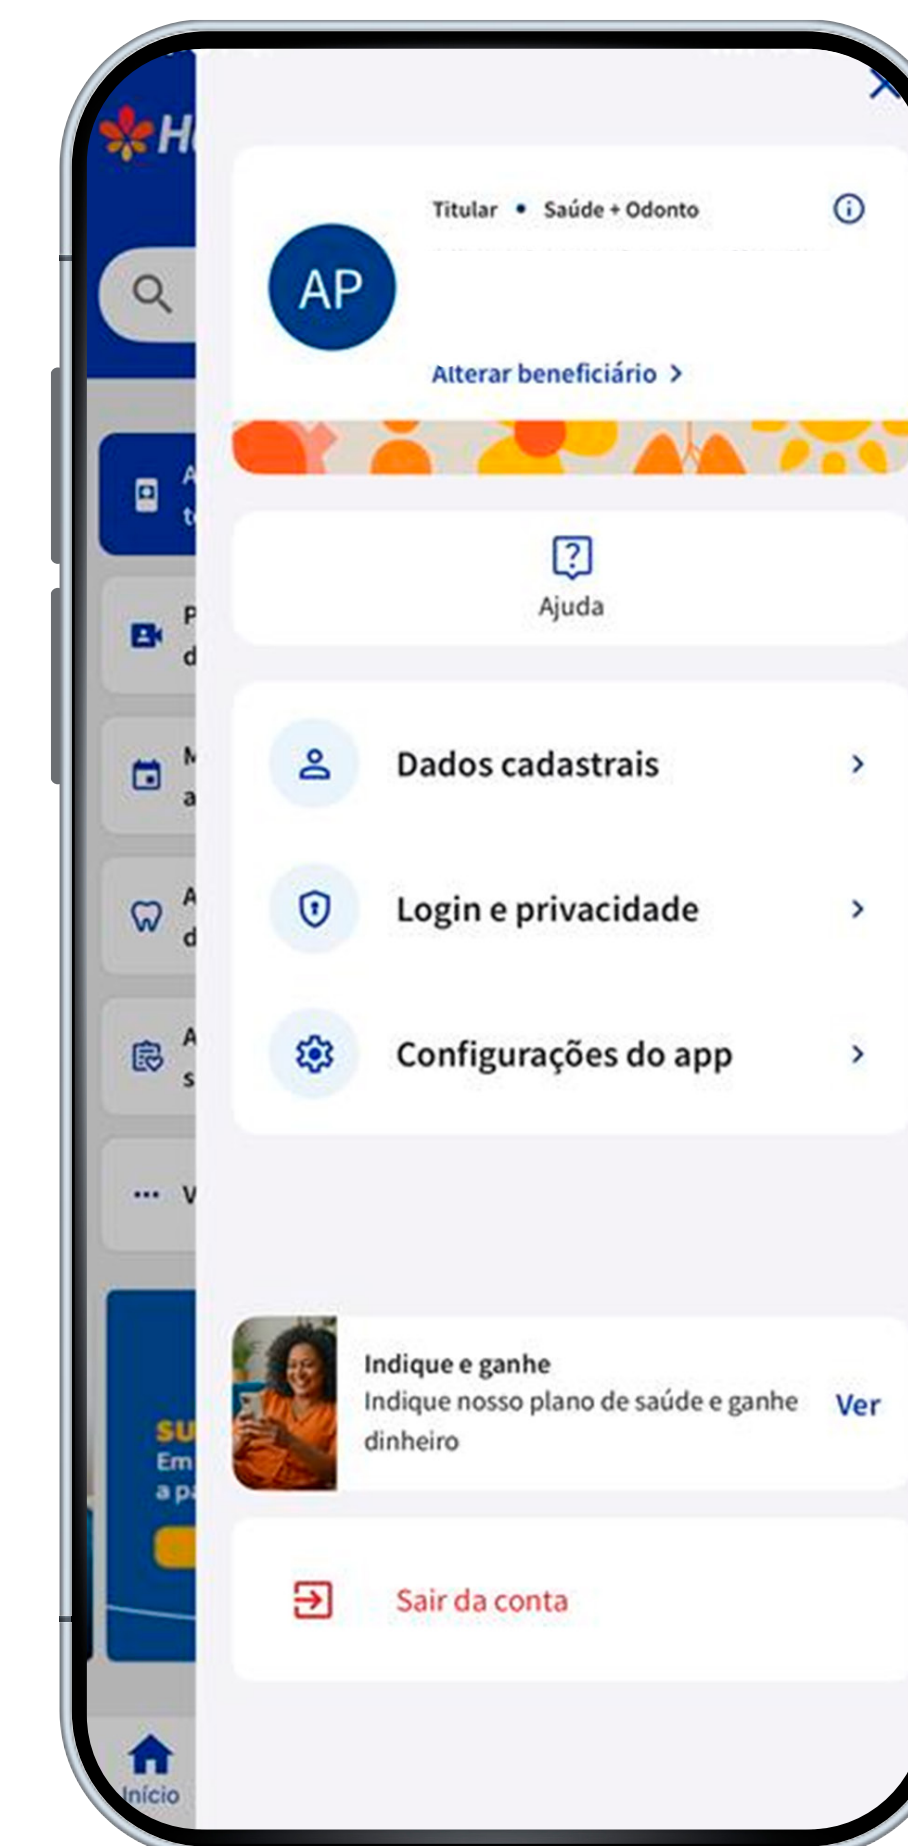 Titular • Saúde + Odonto
AP
Alterar beneficiário
Ajuda
Dados cadastrais
Login e privacidade
Configurações do app
Indique e ganhe
Indique nosso plano de saúde e ganhe
dinheiro
Ver
Sair da conta
Em
Início